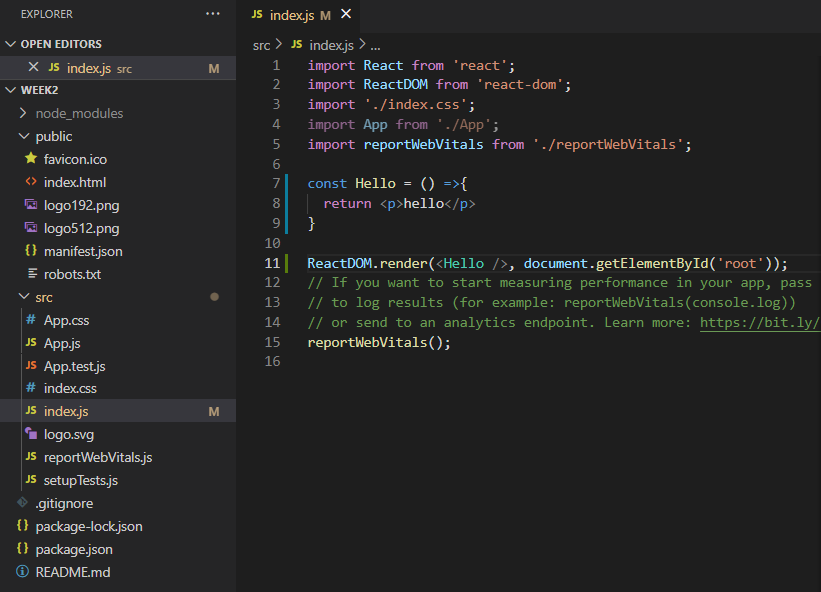 EXPLORER
OPEN EDITORS
index.js src M
WEEK2
node_modules
public
favicon.ico
index.html
logo192.png
logo512.png
manifest.json
robots.txt
src
App.css
App.js
App.test.js
index.css
index.js M
logo.svg
reportWebVitals.js
setupTests.js
.gitignore
package-lock.json
package.json
README.md
JS index.js M
src > JS index.js > ...
1 import React from 'react';
2 import ReactDOM from 'react-dom';
3 import './index.css';
4 import App from './App';
5 import reportWebVitals from './reportWebVitals';
6
7 const Hello = () =>{
8 return <p>hello</p>
9 }
10
11 ReactDOM.render(<Hello />, document.getElementById('root'));
12 // If you want to start measuring performance in your app, pass
13 // to log results (for example: reportWebVitals(console.log))
14 // or send to an analytics endpoint. Learn more: https://bit.ly/
15 reportWebVitals();
16